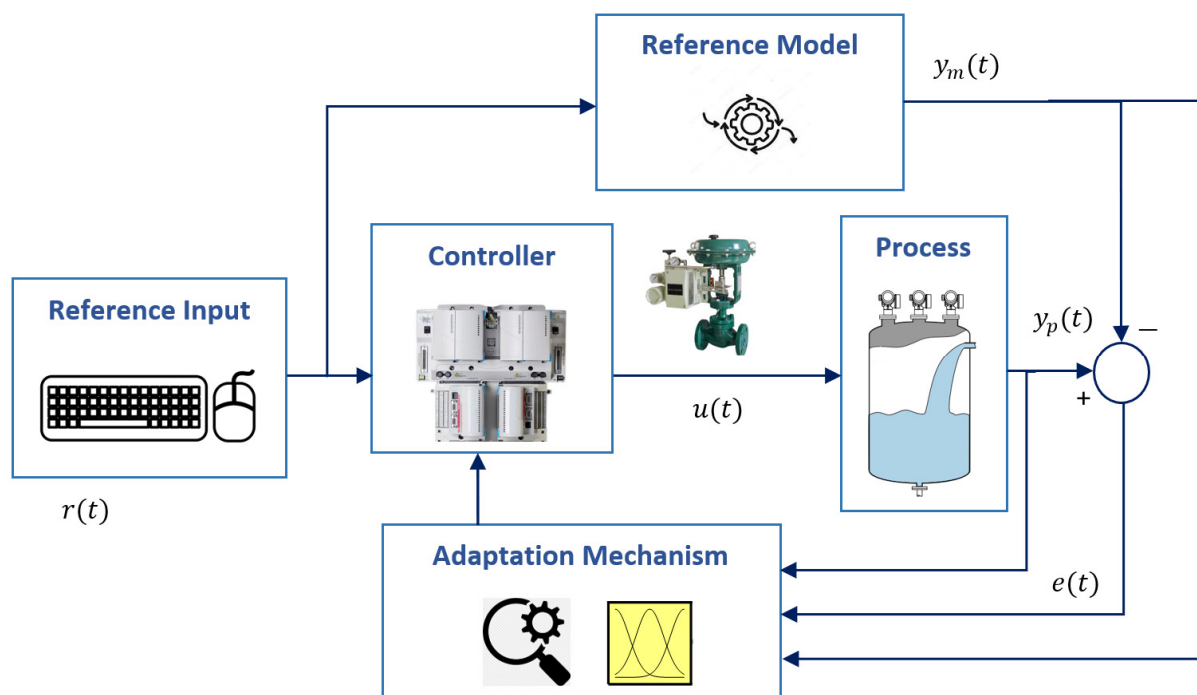 Reference Model
y_m(t)
Controller
Process
Reference Input
y_p(t)
−
+
u(t)
r(t)
Adaptation Mechanism
e(t)